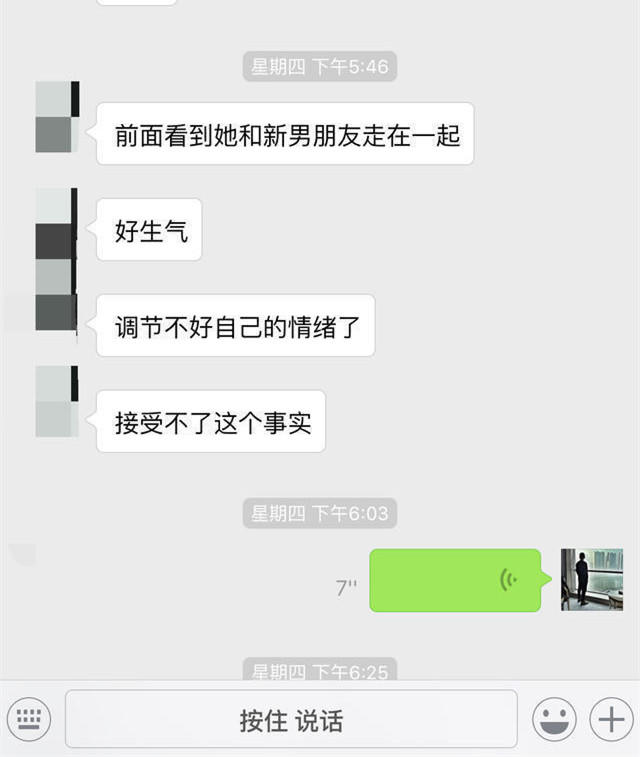 星期四 下午5:46
前面看到她和新男朋友走在一起
好生气
调节不好自己的情绪了
接受不了这个事实
星期四 下午6:03
7''
星期四 下午6:25
按住 说话